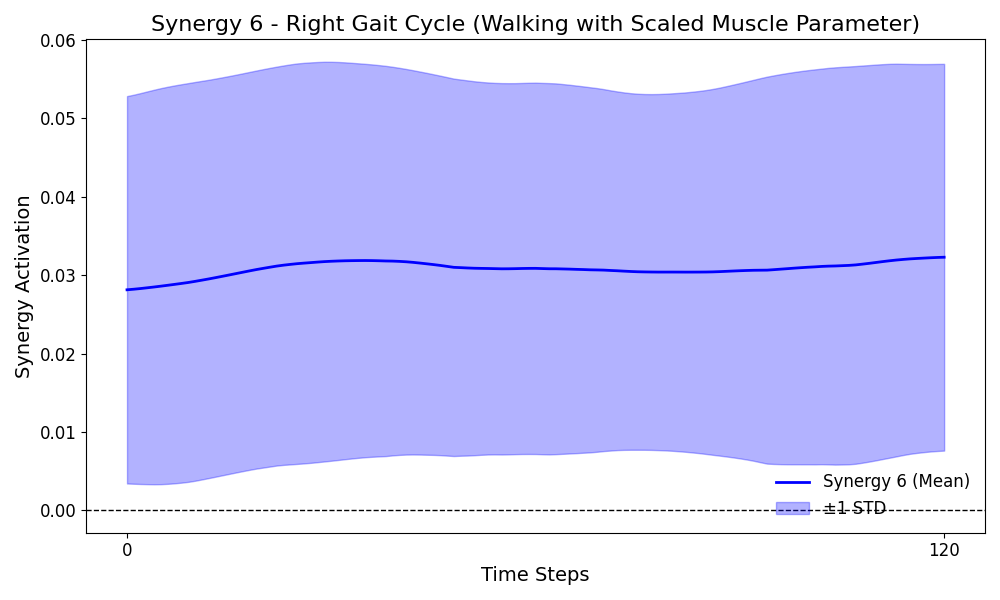 Synergy 6 - Right Gait Cycle (Walking with Scaled Muscle Parameter)
0.06
0.05
0.04
0.03
0.02
0.01
0.00
Synergy Activation
Synergy 6 (Mean)
±1 STD
0
120
Time Steps